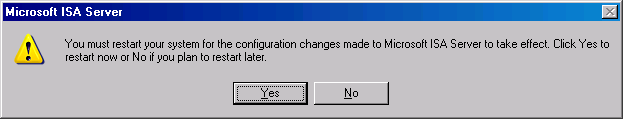 Microsoft ISA Server
You must restart your system for the configuration changes made to Microsoft ISA Server to take effect. Click Yes to
restart now or No if you plan to restart later.
Yes
No